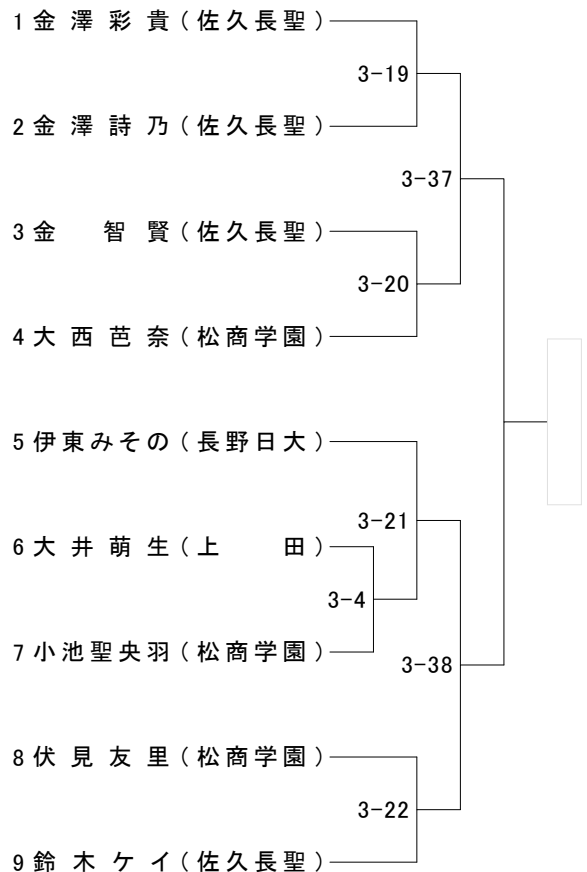 1 金澤彩貴(佐久長聖)
3-19
2 金澤詩乃(佐久長聖)
3-37
3 金 智賢(佐久長聖)
3-20
4 大西芭奈(松商学園)
5 伊東みその(長野日大)
3-21
6 大井萌生(上 田)
3-4
7 小池聖央羽(松商学園)
3-38
8 伏見友里(松商学園)
3-22
9 鈴木ケイ(佐久長聖)